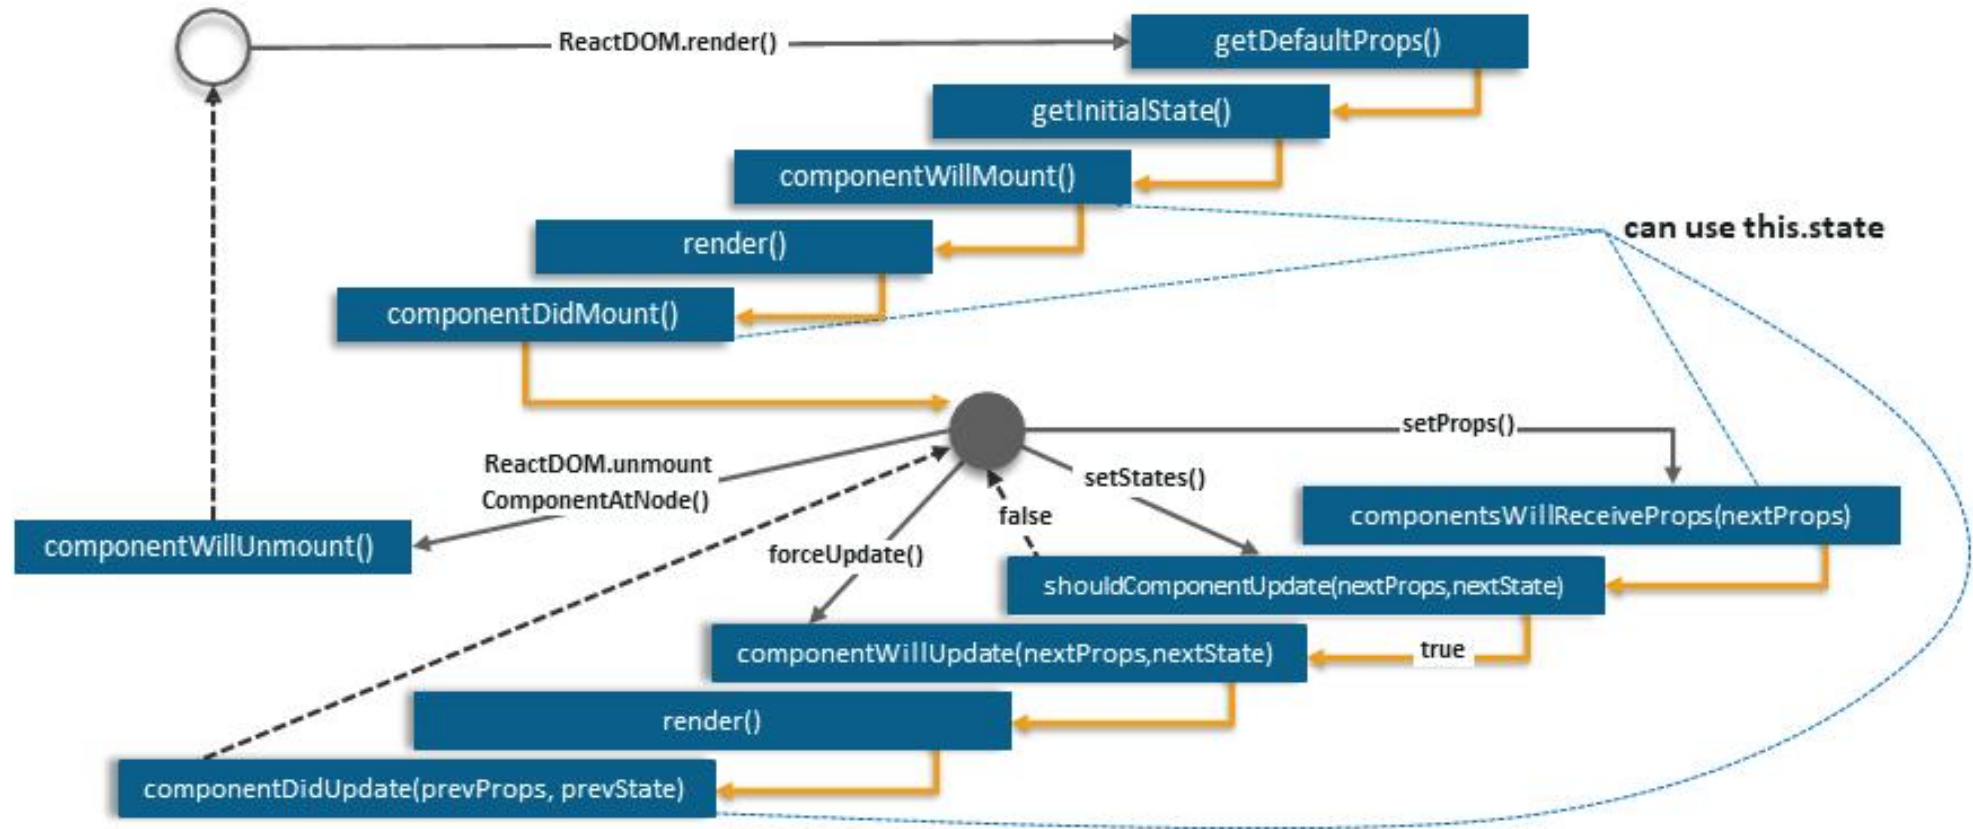 ReactDOM.render()
getDefaultProps()
getInitialState()
componentWillMount()
can use this.state
render()
componentDidMount()
setProps()
ReactDOM.unmount
ComponentAtNode()
setStates()
false
componentsWillReceiveProps(nextProps)
componentWillUnmount()
forceUpdate()
shouldComponentUpdate(nextProps,nextState)
componentWillUpdate(nextProps,nextState)
true
render()
componentDidUpdate(prevProps, prevState)